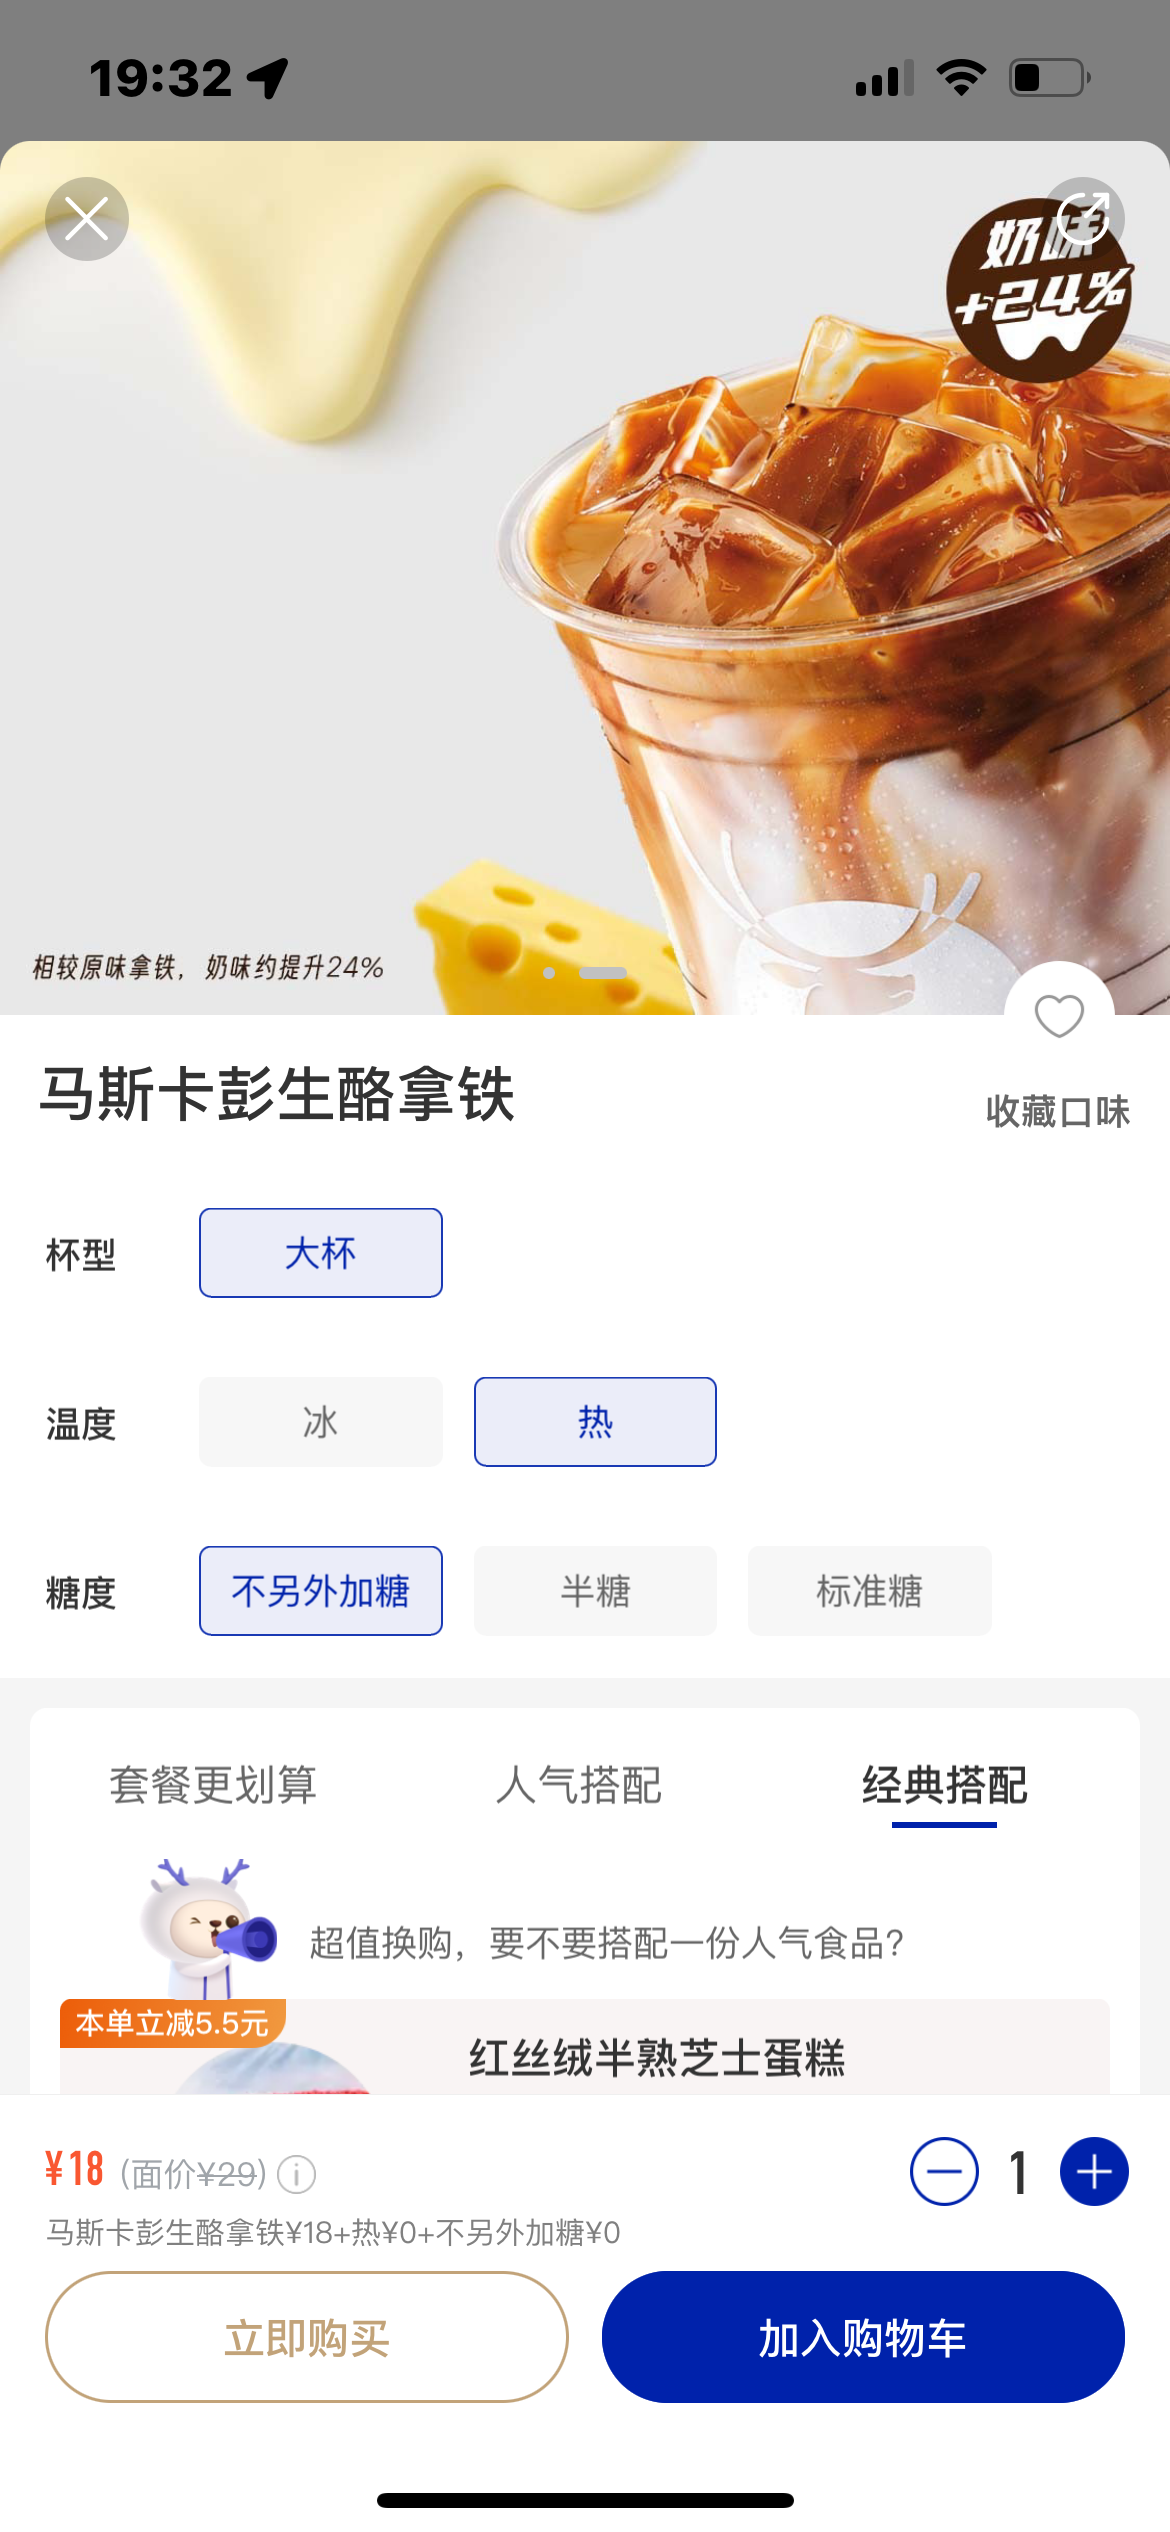 19:32
奶味
+24%
相较原味拿铁，奶味约提升24%
马斯卡彭生酪拿铁
收藏口味
杯型
大杯
温度
冰
热
糖度
不另外加糖
半糖
标准糖
套餐更划算
人气搭配
经典搭配
超值换购，要不要搭配一份人气食品？
本单立减5.5元
红丝绒半熟芝士蛋糕
¥18 (面价¥29)
1
马斯卡彭生酪拿铁¥18+热¥0+不另外加糖¥0
立即购买
加入购物车